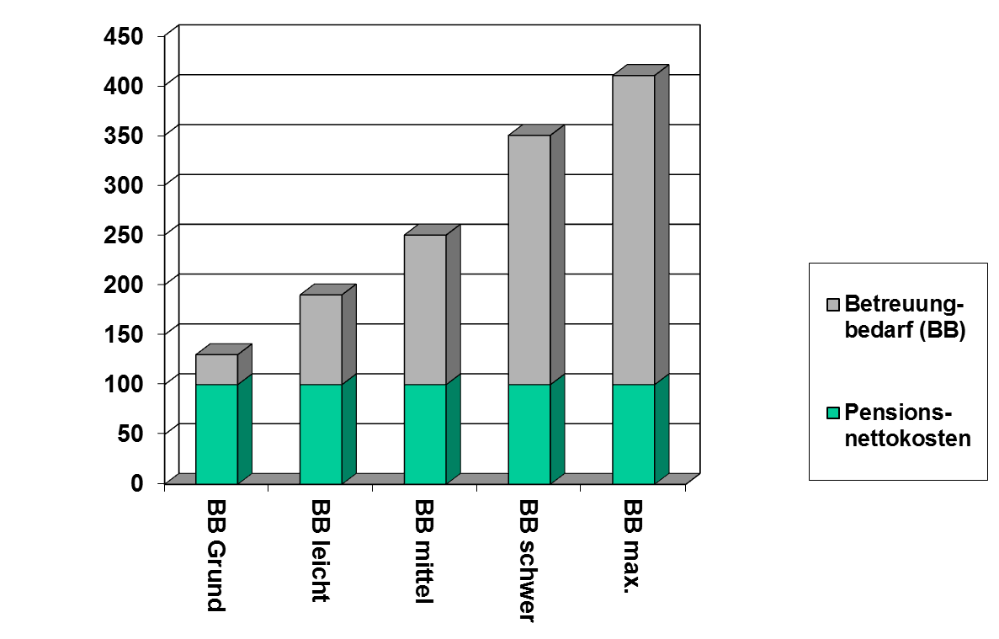 450
400
350
300
250
200
150
100
50
0
BB Grund
BB leicht
BB mittel
BB schwer
BB max.
Betreuung-
bedarf (BB)
Pensions-
nettokosten